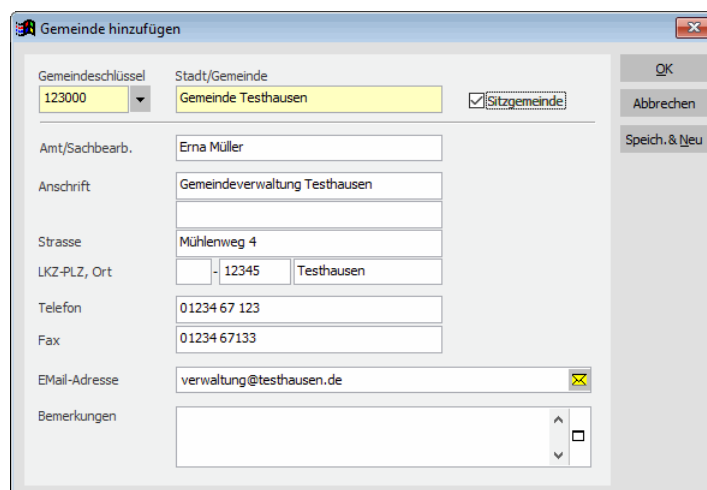 Gemeinde hinzufügen
Gemeindeschlüssel Stadt/Gemeinde OK
123000 Gemeinde Testhausen Sitzgemeinde Abbrechen
Amt/Sachbearb. Erna Müller Speich.& Neu
Anschrift Gemeindeverwaltung Testhausen
Strasse Mühlenweg 4
LKZ-PLZ, Ort - 12345 Testhausen
Telefon 01234 67 123
Fax 01234 67133
EMail-Adresse verwaltung@testhausen.de
Bemerkungen